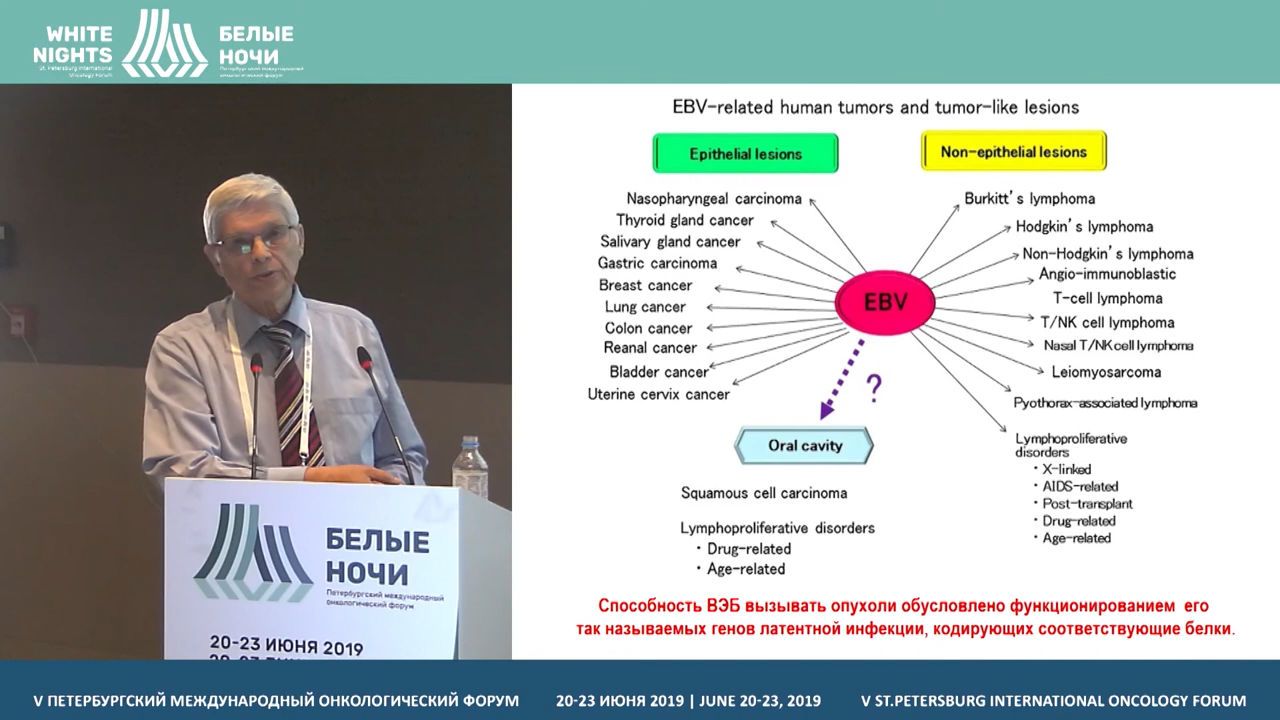 WHITE
NIGHTS
St. Petersburg International
Oncology Forum
БЕЛЫЕ
НОЧИ
Петербургский международный
онкологический форум
EBV-related human tumors and tumor-like lesions
Epithelial lesions
Non-epithelial lesions
Nasopharyngeal carcinoma
Thyroid gland cancer
Salivary gland cancer
Gastric carcinoma
Breast cancer
Lung cancer
Colon cancer
Reanal cancer
Bladder cancer
Uterine cervix cancer
EBV
?
Burkitt's lymphoma
Hodgkin's lymphoma
Non-Hodgkin's lymphoma
Angio-immunoblastic
T-cell lymphoma
T/NK cell lymphoma
Nasal T/NK cell lymphoma
Leiomyosarcoma
Pyothorax-associated lymphoma
Lymphoproliferative
disorders
・X-linked
・AIDS-related
・Post-transplant
・Drug-related
・Age-related
Oral cavity
Squamous cell carcinoma
Lymphoproliferative disorders
・Drug-related
・Age-related
Способность ВЭБ вызывать опухоли обусловлено функционированием его
так называемых генов латентной инфекции, кодирующих соответствующие белки.
БЕЛЫЕ
НОЧИ
Петербургский международный
онкологический форум
20-23 ИЮНЯ 2019
V ПЕТЕРБУРГСКИЙ МЕЖДУНАРОДНЫЙ ОНКОЛОГИЧЕСКИЙ ФОРУМ
20-23 ИЮНЯ 2019 | JUNE 20-23, 2019
V ST.PETERSBURG INTERNATIONAL ONCOLOGY FORUM